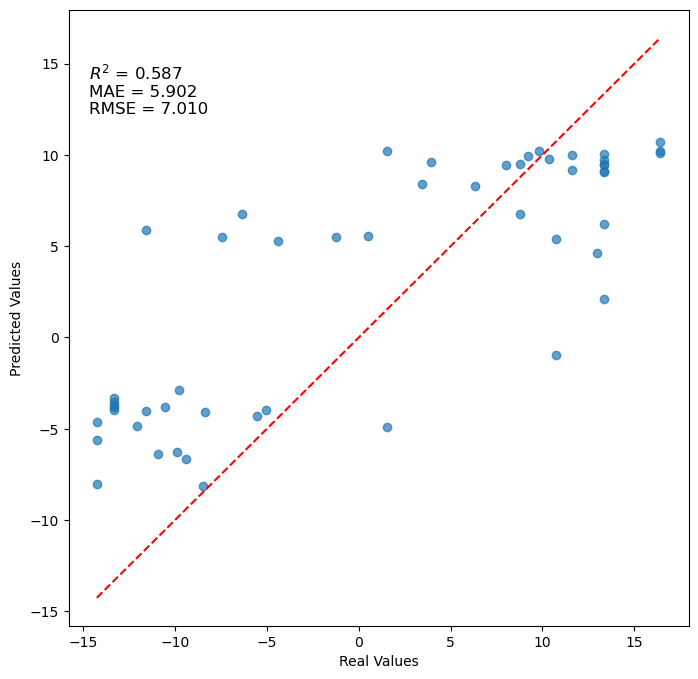 R² = 0.587
MAE = 5.902
RMSE = 7.010
15
10
5
0
−5
−10
−15
Predicted Values
−15 −10 −5 0 5 10 15
Real Values